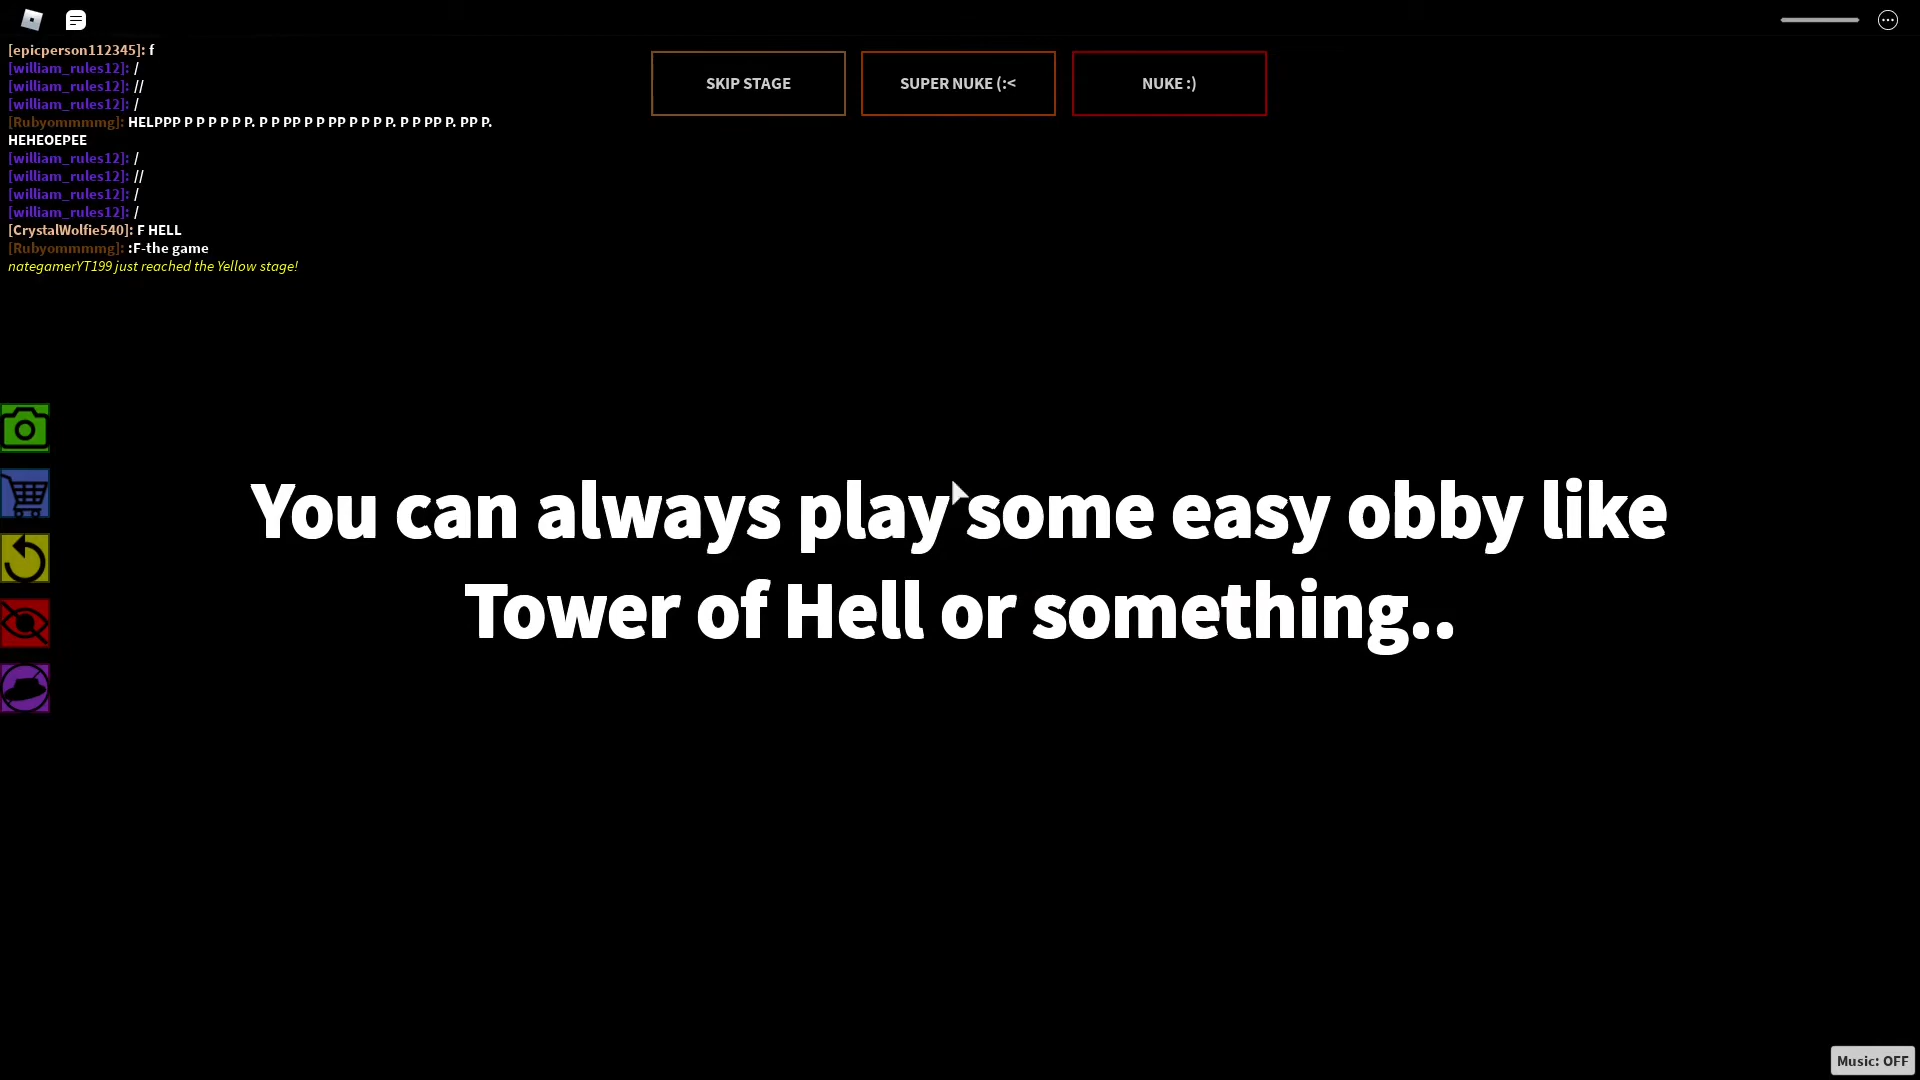 [epicperson112345]: f
[william_rules12]: /
[william_rules12]: //
[william_rules12]: /
[Rubyommmmg]: HELPPP P P P P P P. P P PP P P PP P P P P. P P PP P. PP P.
HEHEOEPEE
[william_rules12]: /
[william_rules12]: //
[william_rules12]: /
[william_rules12]: /
[CrystalWolfie540]: F HELL
[Rubyommmmg]: :F-the game
nategamerYT199 just reached the Yellow stage!
SKIP STAGE
SUPER NUKE (:<
NUKE :)
You can always play some easy obby like
Tower of Hell or something..
Music: OFF